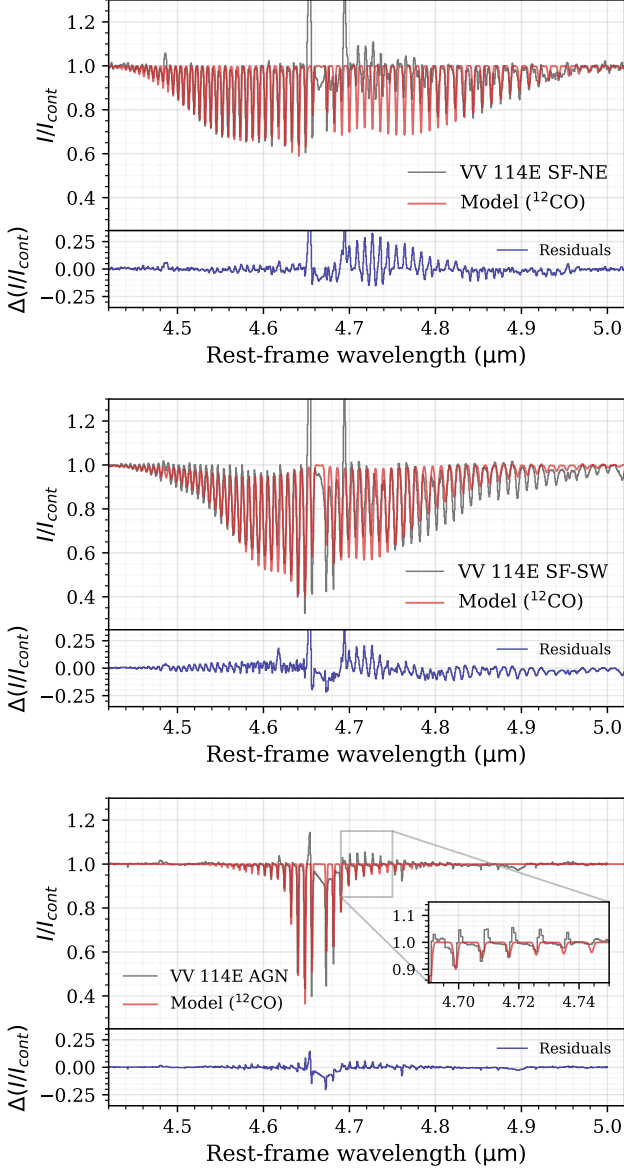 1.2
1.0
0.8
0.6
0.4
I/I_cont
VV 114E SF-NE
Model (¹²CO)
0.25
0.00
−0.25
Δ(I/I_cont)
Residuals
4.5 4.6 4.7 4.8 4.9 5.0
Rest-frame wavelength (μm)
1.2
1.0
0.8
0.6
0.4
I/I_cont
VV 114E SF-SW
Model (¹²CO)
0.25
0.00
−0.25
Δ(I/I_cont)
Residuals
4.5 4.6 4.7 4.8 4.9 5.0
Rest-frame wavelength (μm)
1.2
1.0
0.8
0.6
0.4
I/I_cont
1.1
1.0
0.9
4.70 4.72 4.74
VV 114E AGN
Model (¹²CO)
0.25
0.00
−0.25
Δ(I/I_cont)
Residuals
4.5 4.6 4.7 4.8 4.9 5.0
Rest-frame wavelength (μm)